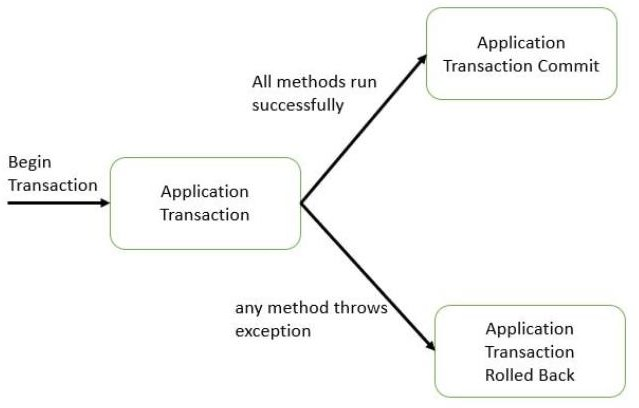 Begin
Transaction
Application
Transaction
All methods run
successfully
Application
Transaction Commit
any method throws
exception
Application
Transaction
Rolled Back